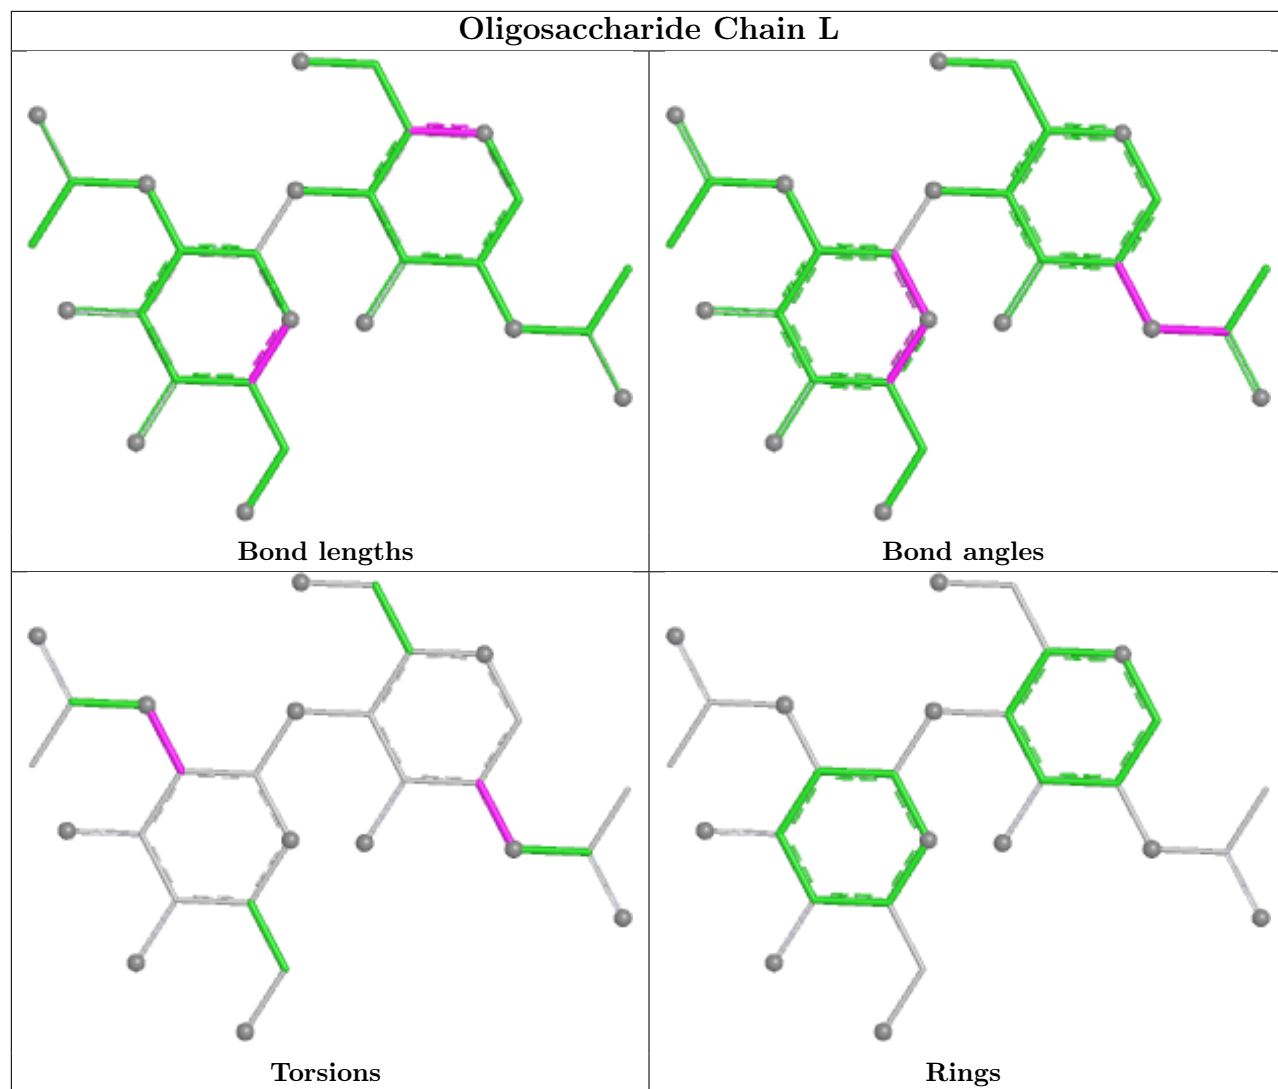 Oligosaccharide Chain L
Bond lengths
Bond angles
Torsions
Rings